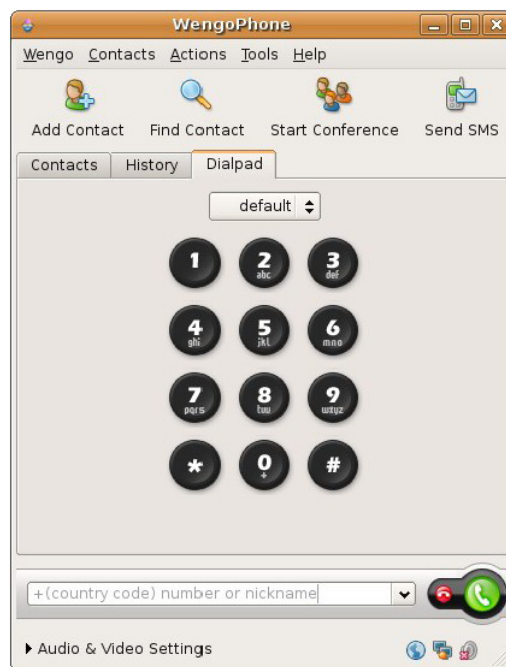 WengoPhone
Wengo Contacts Actions Tools Help
Add Contact Find Contact Start Conference Send SMS
Contacts History Dialpad
default
1 2 3
abc def
4 5 6
ghi jkl mno
7 8 9
pqrs tuv wxyz
* 0 #
+
+(country code) number or nickname
Audio & Video Settings